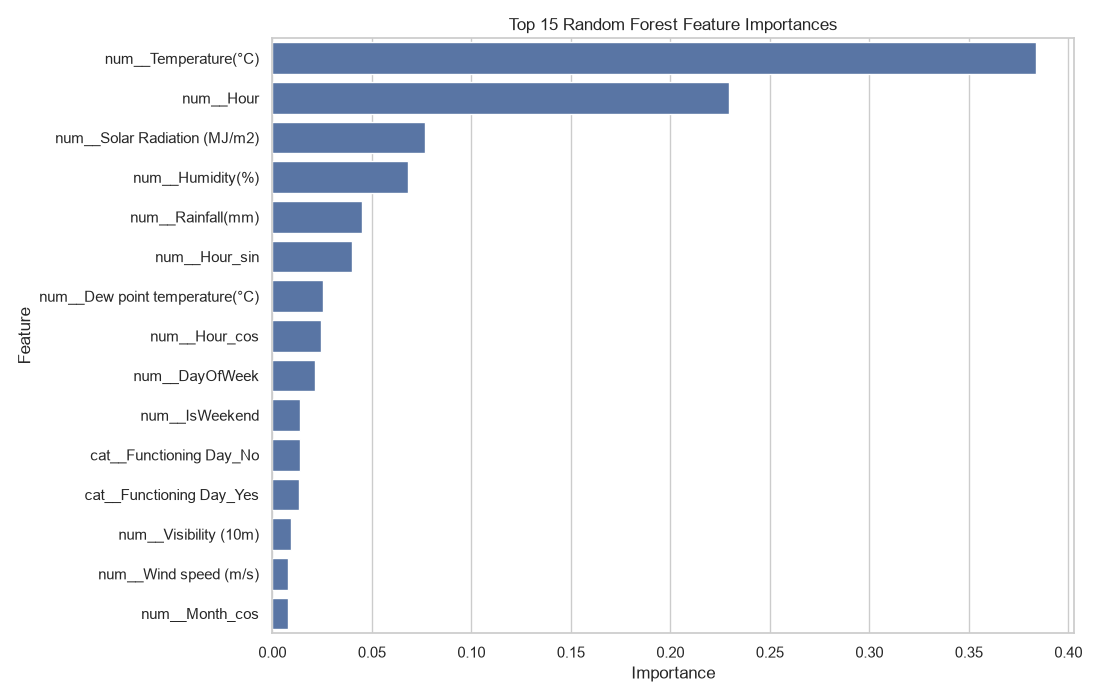 Top 15 Random Forest Feature Importances
Feature
num__Temperature(°C)
num__Hour
num__Solar Radiation (MJ/m2)
num__Humidity(%)
num__Rainfall(mm)
num__Hour_sin
num__Dew point temperature(°C)
num__Hour_cos
num__DayOfWeek
num__IsWeekend
cat__Functioning Day_No
cat__Functioning Day_Yes
num__Visibility (10m)
num__Wind speed (m/s)
num__Month_cos
0.00 0.05 0.10 0.15 0.20 0.25 0.30 0.35 0.40
Importance